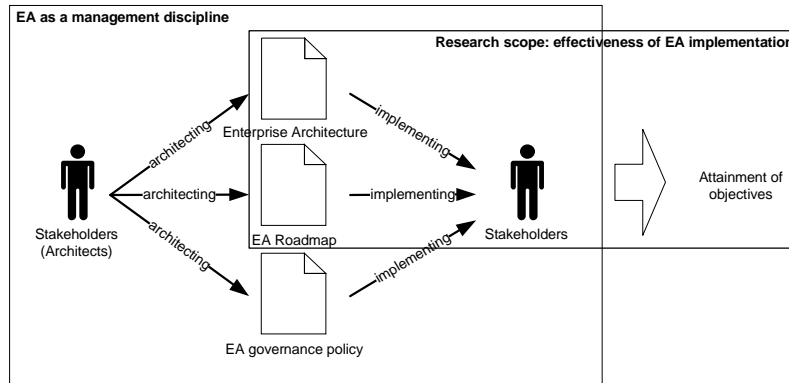 EA as a management discipline
Research scope: effectiveness of EA implementation
architecting
implementing
Enterprise Architecture
architecting
implementing
Attainment of
objectives
Stakeholders
(Architects)
EA Roadmap
Stakeholders
architecting
implementing
EA governance policy